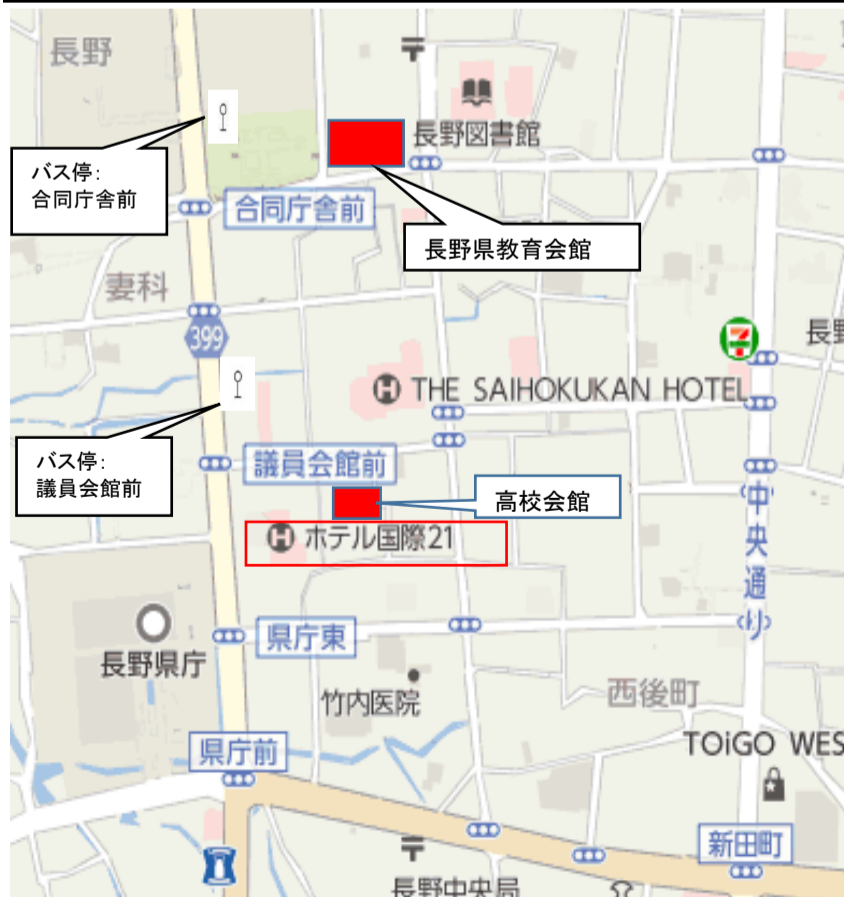 長野
長野図書館
バス停:
合同庁舎前
合同庁舎前
長野県教育会館
妻科
399
長野
THE SAIHOKUKAN HOTEL
バス停:
議員会館前
議員会館前
高校会館
ホテル国際21
中央通り
県庁東
長野県庁
竹内医院
西後町
県庁前
TOiGO WES
新田町
長野中央局